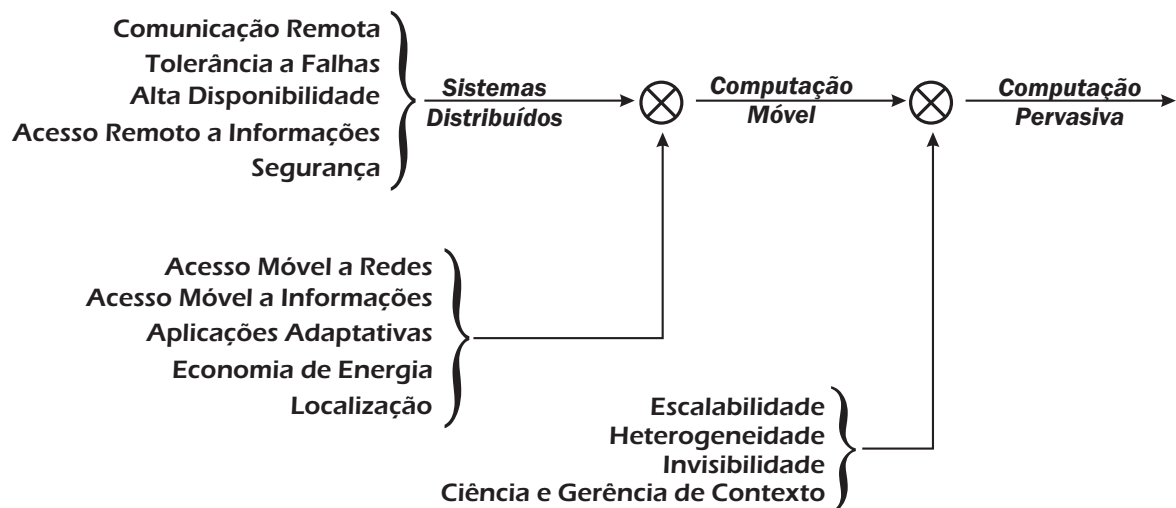 Comunicação Remota
Tolerância a Falhas
Alta Disponibilidade
Acesso Remoto a Informações
Segurança
Sistemas
Distribuídos
Computação
Móvel
Computação
Pervasiva
Acesso Móvel a Redes
Acesso Móvel a Informações
Aplicações Adaptativas
Economia de Energia
Localização
Escalabilidade
Heterogeneidade
Invisibilidade
Ciência e Gerência de Contexto